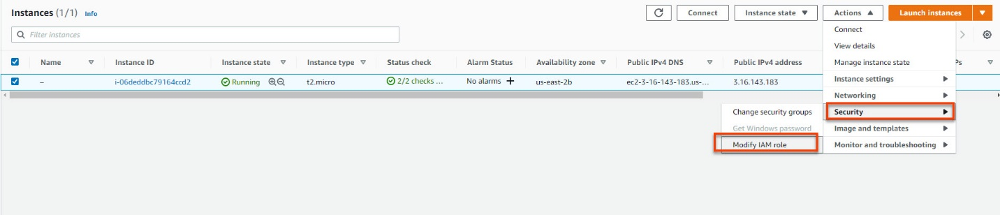 Instances (1/1) Info
Connect Instance state Actions Launch instances
Filter instances
Connect
View details
Manage instance state
Name Instance ID Instance state Instance type Status check Alarm Status Availability zone Public IPv4 DNS Public IPv4 address Ps
– i-06deddbc79164ccd2 Running t2.micro 2/2 checks ... No alarms + us-east-2b ec2-3-16-143-183.us-... 3.16.143.183
Instance settings
Networking
Security
Image and templates
Monitor and troubleshooting
Change security groups
Get Windows password
Modify IAM role